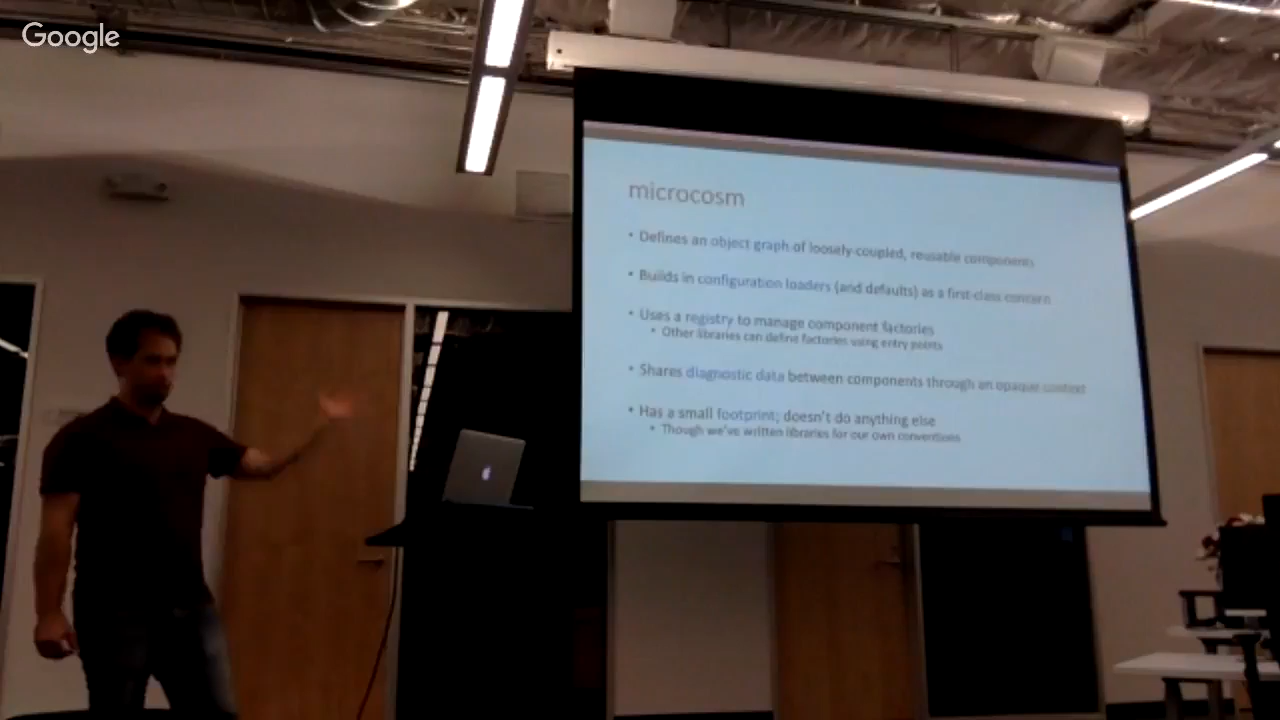 Google
microcosm
• Defines an object graph of loosely-coupled, reusable components
• Builds in configuration loaders (and defaults) as a first-class concern
• Uses a registry to manage component factories
• Other libraries can define factories using entry points
• Shares diagnostic data between components through an opaque context
• Has a small footprint; doesn't do anything else
• Though we've written libraries for our own conventions